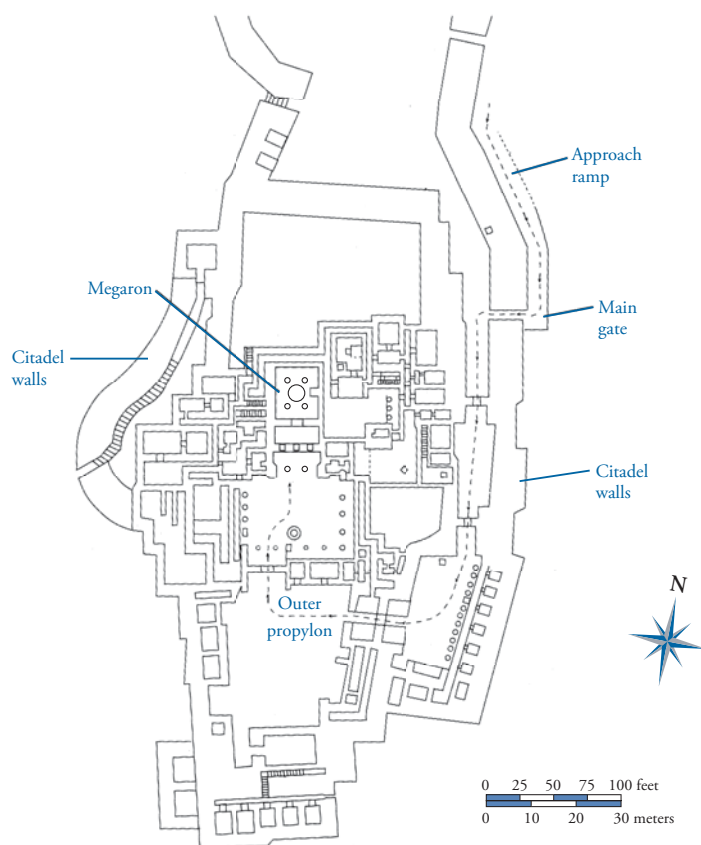 Approach
ramp
Megaron
Main
gate
Citadel
walls
Citadel
walls
N
Outer
propylon
0 25 50 75 100 feet
0 10 20 30 meters